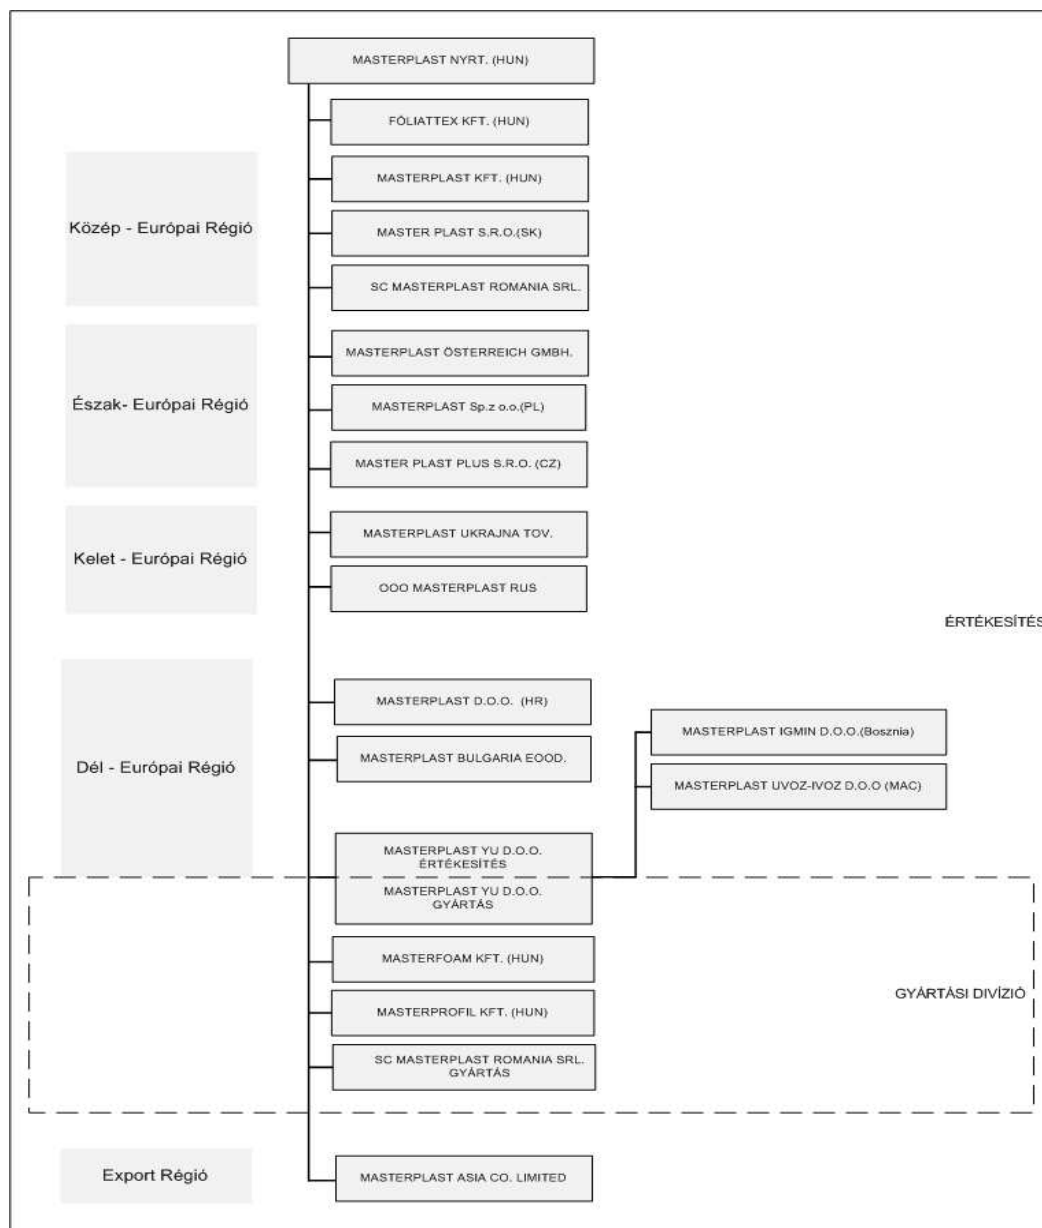 MASTERPLAST NYRT. (HUN)
FÓLIATTEX KFT. (HUN)
Közép - Európai Régió
MASTERPLAST KFT. (HUN)
MASTER PLAST S.R.O.(SK)
SC MASTERPLAST ROMANIA SRL.
Észak- Európai Régió
MASTERPLAST ÖSTERREICH GMBH.
MASTERPLAST Sp.z o.o.(PL)
MASTER PLAST PLUS S.R.O. (CZ)
Kelet - Európai Régió
MASTERPLAST UKRAJNA TOV.
OOO MASTERPLAST RUS
ÉRTÉKESÍTÉS
Dél - Európai Régió
MASTERPLAST D.O.O. (HR)
MASTERPLAST BULGARIA EOOD.
MASTERPLAST IGMIN D.O.O.(Bosznia)
MASTERPLAST UVOZ-IVOZ D.O.O (MAC)
MASTERPLAST YU D.O.O.
ÉRTÉKESÍTÉS
MASTERPLAST YU D.O.O.
GYÁRTÁS
MASTERFOAM KFT. (HUN)
GYÁRTÁSI DIVÍZIÓ
MASTERPROFIL KFT. (HUN)
SC MASTERPLAST ROMANIA SRL.
GYÁRTÁS
Export Régió
MASTERPLAST ASIA CO. LIMITED